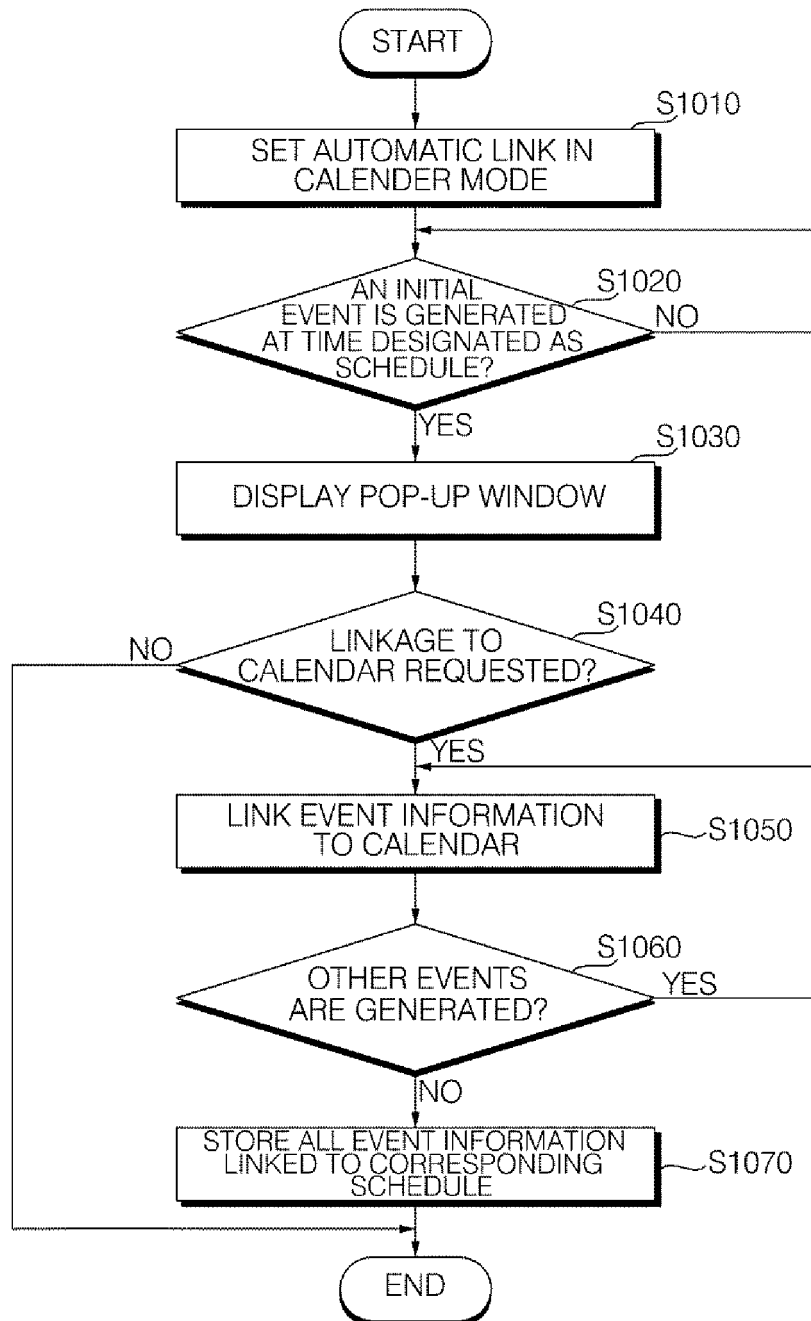 START
S1010
SET AUTOMATIC LINK IN
CALENDER MODE
S1020
AN INITIAL
EVENT IS GENERATED
AT TIME DESIGNATED AS
SCHEDULE?
NO
YES
S1030
DISPLAY POP-UP WINDOW
S1040
NO
LINKAGE TO
CALENDAR REQUESTED?
YES
LINK EVENT INFORMATION
TO CALENDAR
S1050
S1060
OTHER EVENTS
ARE GENERATED?
YES
NO
STORE ALL EVENT INFORMATION
LINKED TO CORRESPONDING
SCHEDULE
S1070
END